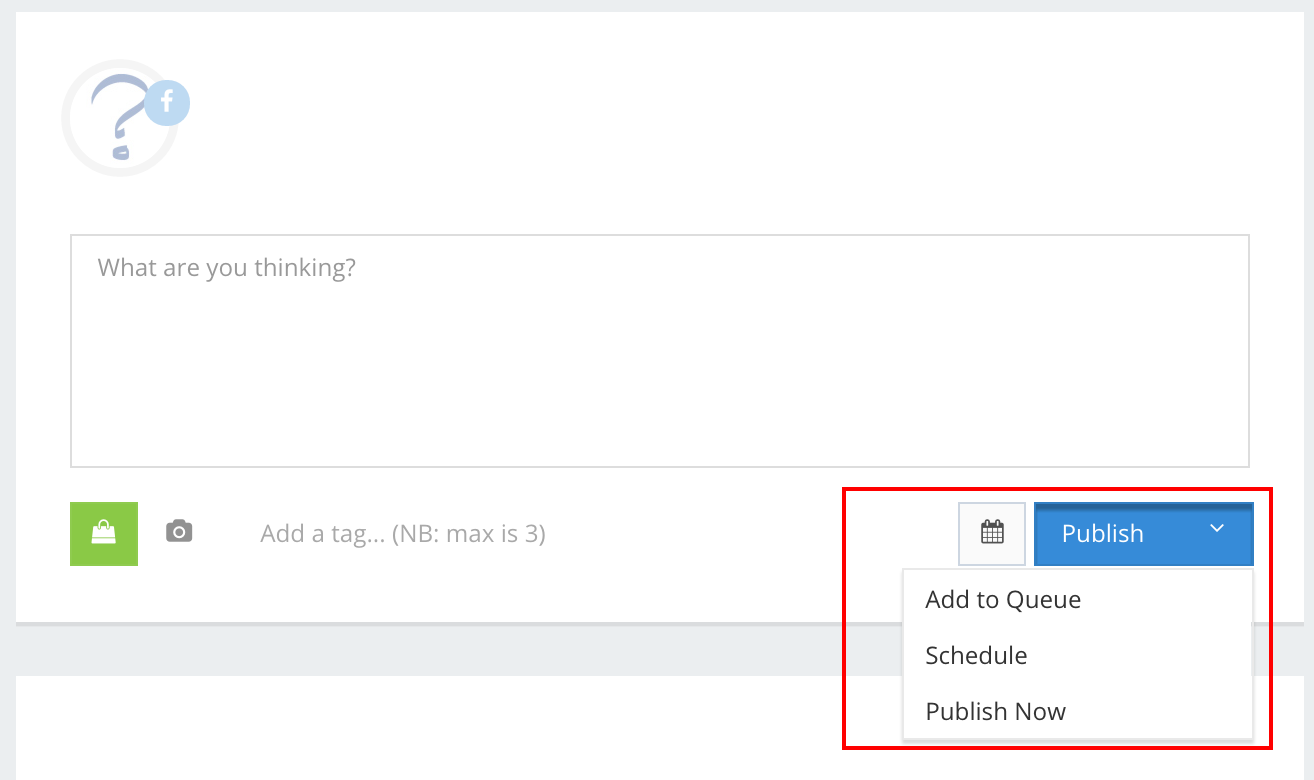 What are you thinking?
Add a tag... (NB: max is 3)
Publish
Add to Queue
Schedule
Publish Now